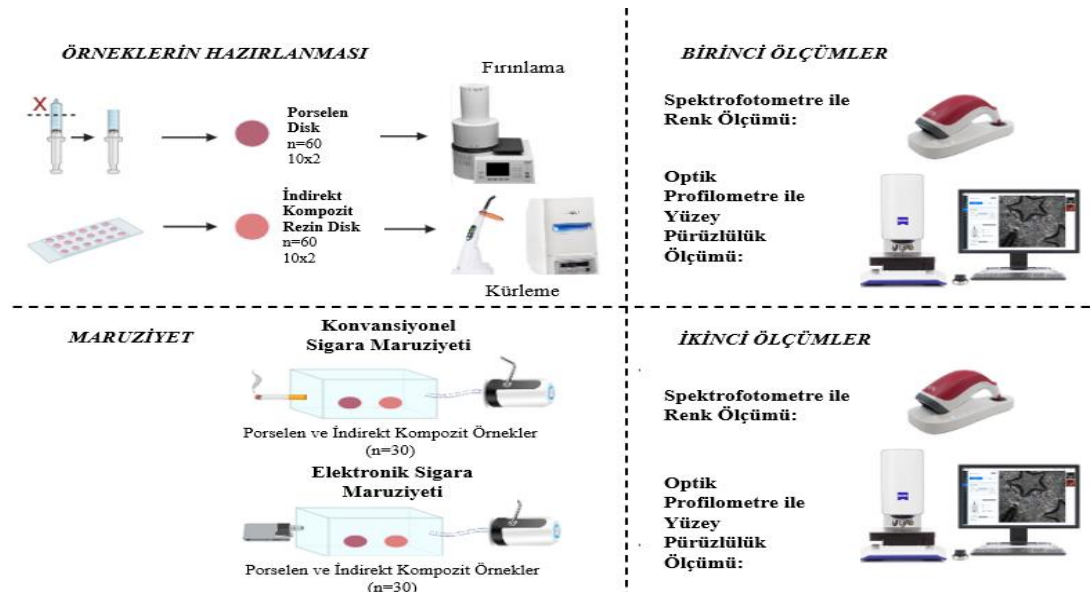 ÖRNEKLERİN HAZIRLANMASI
X
Porselen
Disk
n=60
10x2
Fırınlama
İndirekt
Kompozit
Rezin Disk
n=60
10x2
Kürleme
BİRİNCİ ÖLÇÜMLER
Spektrofotometre ile
Renk Ölçümü:
Optik
Profilometre ile
Yüzey
Pürüzlülük
Ölçümü:
MARUZİYET
Konvansiyonel
Sigara Maruziyeti
Porselen ve İndirekt Kompozit Örnekler
(n=30)
Elektronik Sigara
Maruziyeti
Porselen ve İndirekt Kompozit Örnekler
(n=30)
İKİNCİ ÖLÇÜMLER
Spektrofotometre ile
Renk Ölçümü:
Optik
Profilometre ile
Yüzey
Pürüzlülük
Ölçümü: